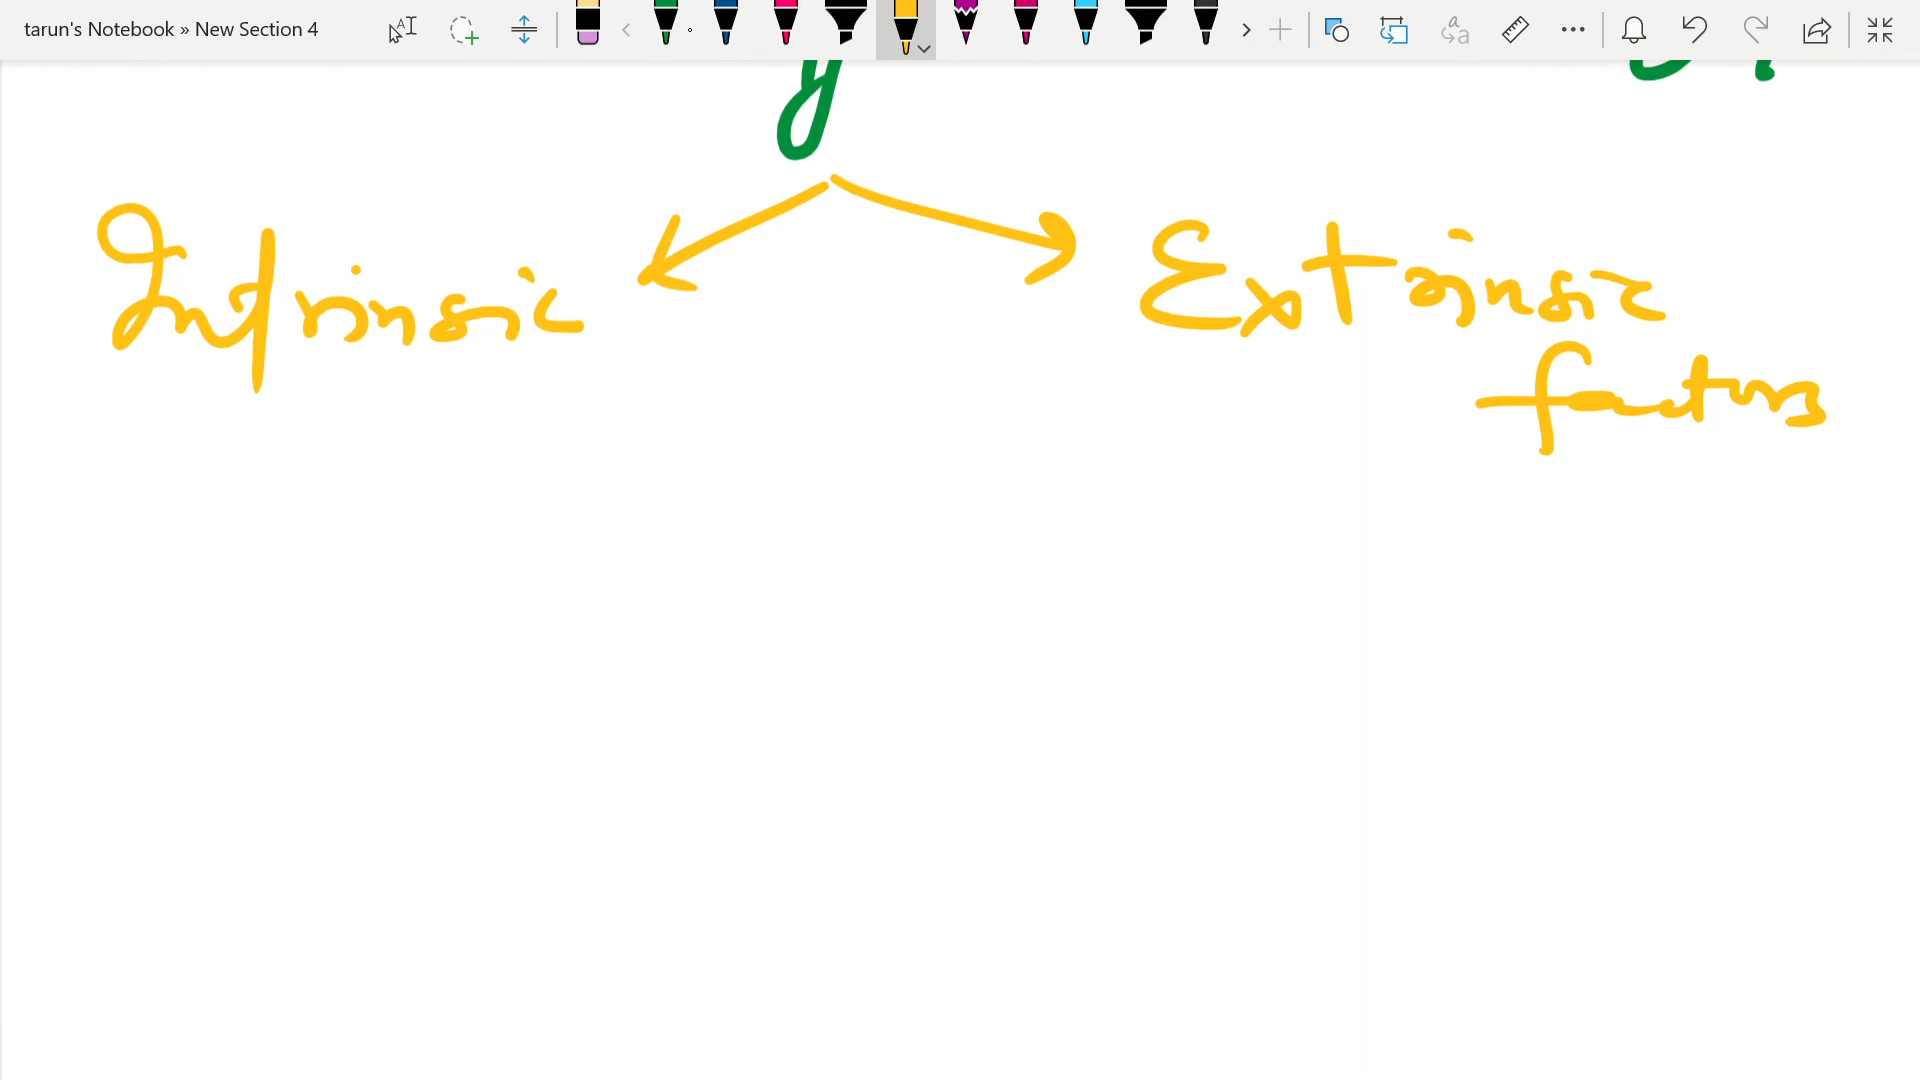 tarun's Notebook » New Section 4
Intrinsic
Extrinsic
factors